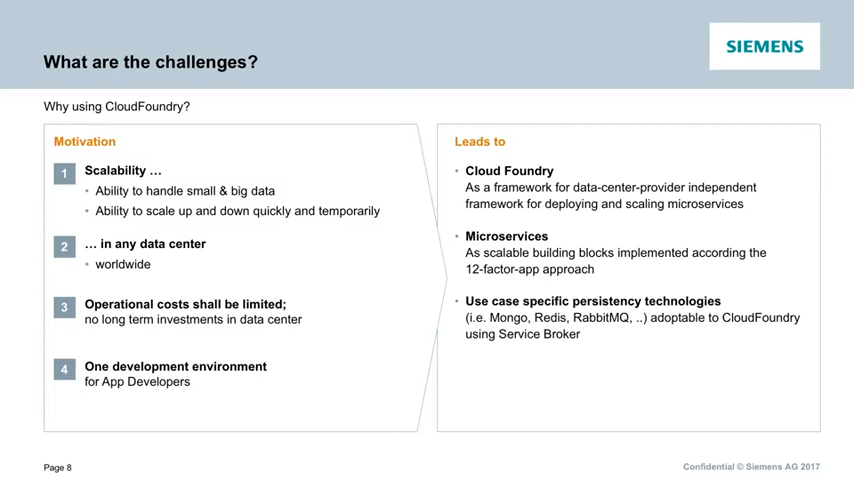 What are the challenges?
SIEMENS
Why using CloudFoundry?
Motivation
1
Scalability …
• Ability to handle small & big data
• Ability to scale up and down quickly and temporarily
2
… in any data center
• worldwide
3
Operational costs shall be limited;
no long term investments in data center
4
One development environment
for App Developers
Leads to
• Cloud Foundry
As a framework for data-center-provider independent
framework for deploying and scaling microservices
• Microservices
As scalable building blocks implemented according the
12-factor-app approach
• Use case specific persistency technologies
(i.e. Mongo, Redis, RabbitMQ, ..) adoptable to CloudFoundry
using Service Broker
Page 8
Confidential © Siemens AG 2017